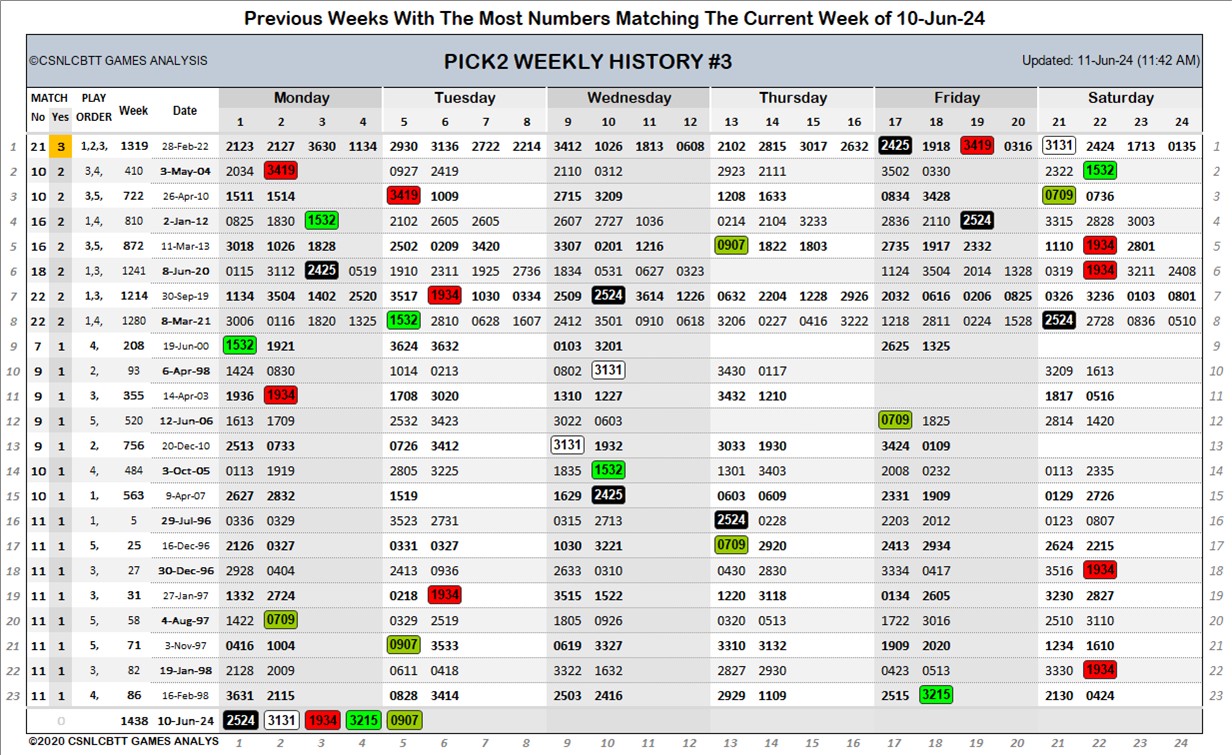 Previous Weeks With The Most Numbers Matching The Current Week of 10-Jun-24
©CSNLCBTT GAMES ANALYSIS PICK2 WEEKLY HISTORY #3 Updated: 11-Jun-24 (11:42 AM)
MATCH PLAY Week Date Monday Tuesday Wednesday Thursday Friday Saturday
No Yes ORDER 1 2 3 4 5 6 7 8 9 10 11 12 13 14 15 16 17 18 19 20 21 22 23 24
1 21 3 1,2,3, 1319 28-Feb-22 2123 2127 3630 1134 2930 3136 2722 2214 3412 1026 1813 0608 2102 2815 3017 2632 2425 1918 3419 0316 3131 2424 1713 0135 1
2 10 2 3,4, 410 3-May-04 2034 3419 0927 2419 2110 0312 2923 2111 3502 0330 2322 1532 2
3 10 2 3,5, 722 26-Apr-10 1511 1514 3419 1009 2715 3209 1208 1633 0834 3428 0709 0736 3
4 16 2 1,4, 810 2-Jan-12 0825 1830 1532 2102 2605 2605 2607 2727 1036 0214 2104 3233 2836 2110 2524 3315 2828 3003 4
5 16 2 3,5, 872 11-Mar-13 3018 1026 1828 2502 0209 3420 3307 0201 1216 0907 1822 1803 2735 1917 2332 1110 1934 2801 5
6 18 2 1,3, 1241 8-Jun-20 0115 3112 2425 0519 1910 2311 1925 2736 1834 0531 0627 0323 1124 3504 2014 1328 0319 1934 3211 2408 6
7 22 2 1,3, 1214 30-Sep-19 1134 3504 1402 2520 3517 1934 1030 0334 2509 2524 3614 1226 0632 2204 1228 2926 2032 0616 0206 0825 0326 3236 0103 0801 7
8 22 2 1,4, 1280 8-Mar-21 3006 0116 1820 1325 1532 2810 0628 1607 2412 3501 0910 0618 3206 0227 0416 3222 1218 2811 0224 1528 2524 2728 0836 0510 8
9 7 1 4, 208 19-Jun-00 1532 1921 3624 3632 0103 3201 2625 1325 9
10 9 1 2, 93 6-Apr-98 1424 0830 1014 0213 0802 3131 3430 0117 3209 1613 10
11 9 1 3, 355 14-Apr-03 1936 1934 1708 3020 1310 1227 3432 1210 1817 0516 11
12 9 1 5, 520 12-Jun-06 1613 1709 2532 3423 3022 0603 0709 1825 2814 1420 12
13 9 1 2, 756 20-Dec-10 2513 0733 0726 3412 3131 1932 3033 1930 3424 0109 13
14 10 1 4, 484 3-Oct-05 0113 1919 2805 3225 1835 1532 1301 3403 2008 0232 0113 2335 14
15 10 1 1, 563 9-Apr-07 2627 2832 1519 1629 2425 0603 0609 2331 1909 0129 2726 15
16 11 1 1, 5 29-Jul-96 0336 0329 3523 2731 0315 2713 2524 0228 2203 2012 0123 0807 16
17 11 1 5, 25 16-Dec-96 2126 0327 0331 0327 1030 3221 0709 2920 2413 2934 2624 2215 17
18 11 1 3, 27 30-Dec-96 2928 0404 2413 0936 2633 0310 0430 2830 3334 0417 3516 1934 18
19 11 1 3, 31 27-Jan-97 1332 2724 0218 1934 3515 1522 1220 3118 0134 2605 3230 2827 19
20 11 1 5, 58 4-Aug-97 1422 0709 0329 2519 1805 0926 0320 0513 1722 3016 2510 3110 20
21 11 1 5, 71 3-Nov-97 0416 1004 0907 3533 0619 3327 3310 3132 1909 2020 1234 1610 21
22 11 1 3, 82 19-Jan-98 2128 2009 0611 0418 3322 1632 2827 2930 0423 0513 3330 1934 22
23 11 1 4, 86 16-Feb-98 3631 2115 0828 3414 2503 2416 2929 1109 2515 3215 2130 0424 23
0 1438 10-Jun-24 2524 3131 1934 3215 0907
©2020 CSNLCBTT GAMES ANALYS 1 2 3 4 5 6 7 8 9 10 11 12 13 14 15 16 17 18 19 20 21 22 23 24